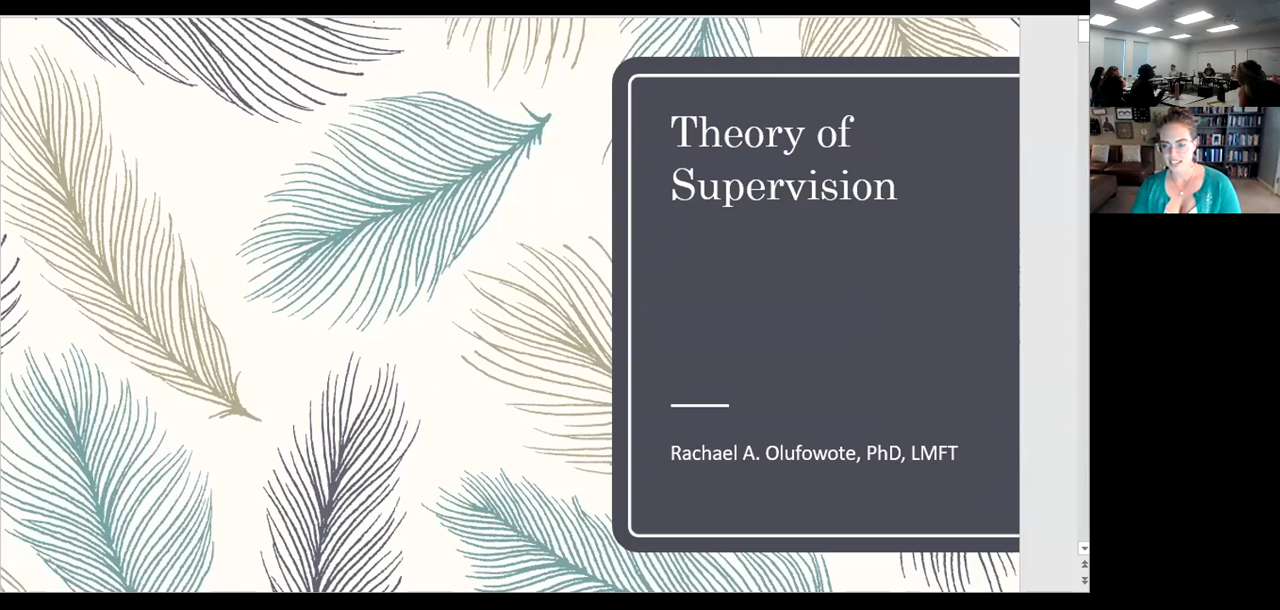 Theory of
Supervision
Rachael A. Olufowote, PhD, LMFT